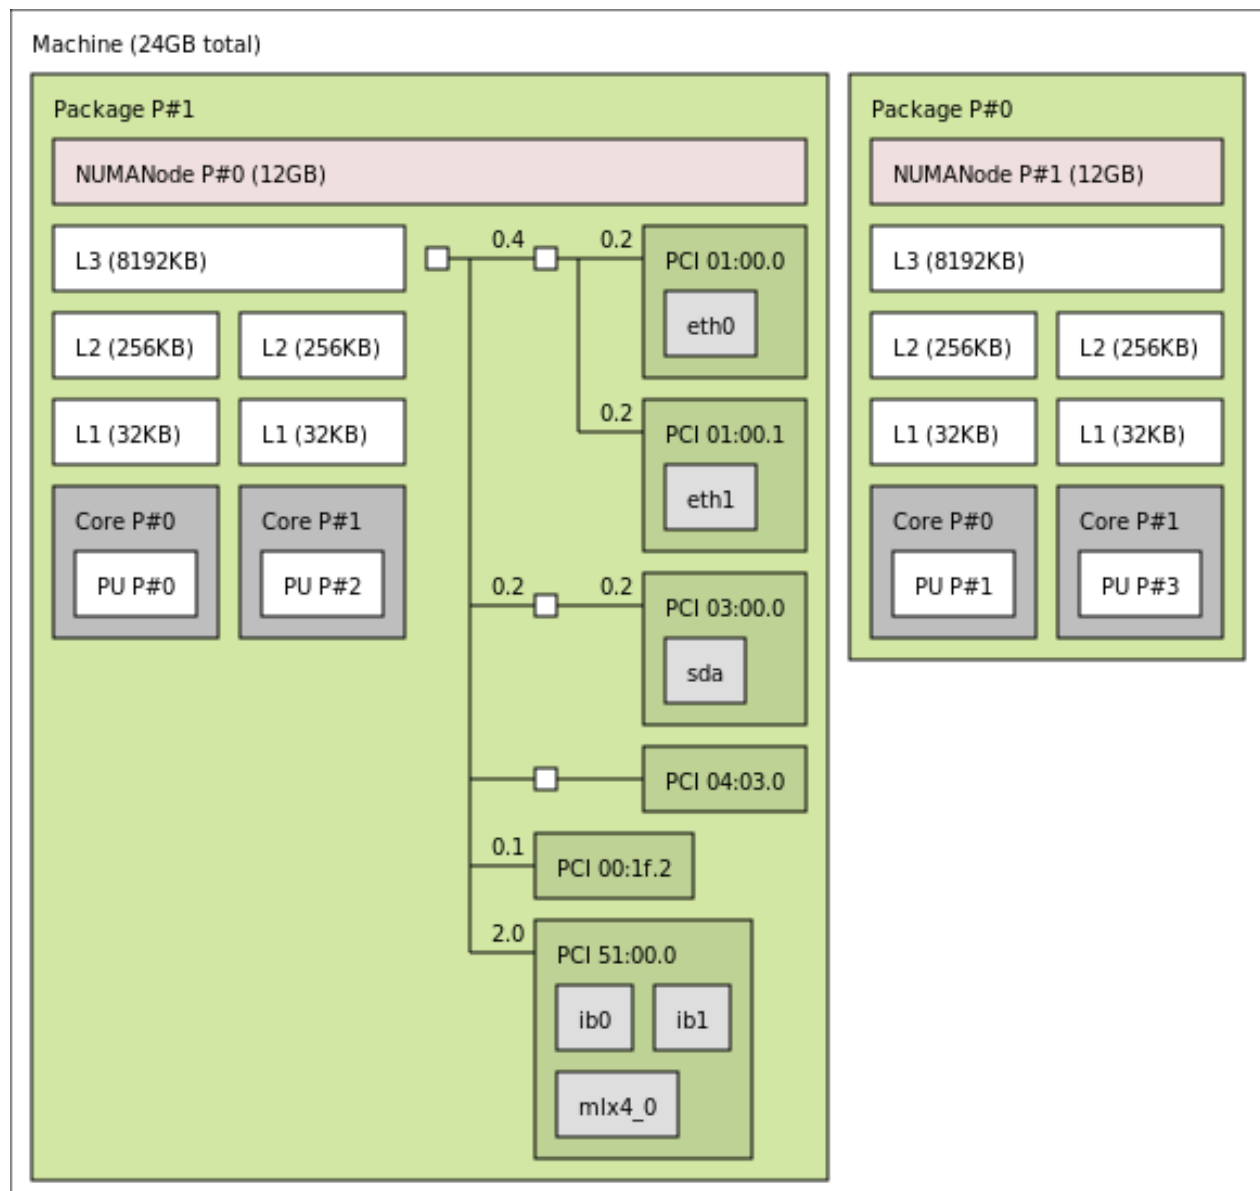 Machine (24GB total)
Package P#1
NUMANode P#0 (12GB)
L3 (8192KB)
L2 (256KB)
L2 (256KB)
L1 (32KB)
L1 (32KB)
Core P#0
PU P#0
Core P#1
PU P#2
0.4
0.2
PCI 01:00.0
eth0
0.2
PCI 01:00.1
eth1
0.2
0.2
PCI 03:00.0
sda
PCI 04:03.0
0.1
PCI 00:1f.2
2.0
PCI 51:00.0
ib0
ib1
mlx4_0
Package P#0
NUMANode P#1 (12GB)
L3 (8192KB)
L2 (256KB)
L2 (256KB)
L1 (32KB)
L1 (32KB)
Core P#0
PU P#1
Core P#1
PU P#3